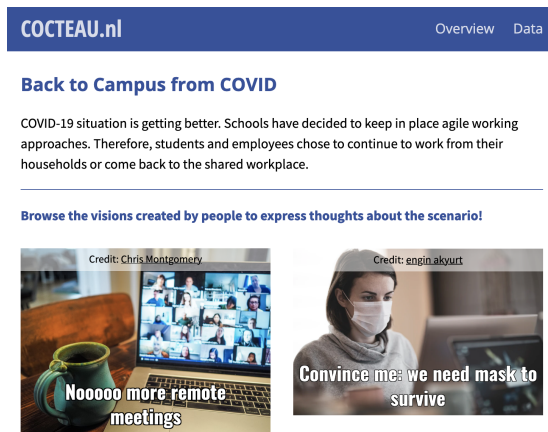 COCTEAU.nl
Overview Data
Back to Campus from COVID
COVID-19 situation is getting better. Schools have decided to keep in place agile working
approaches. Therefore, students and employees chose to continue to work from their
households or come back to the shared workplace.
Browse the visions created by people to express thoughts about the scenario!
Credit: Chris Montgomery
Nooooo more remote
meetings
Credit: engin akyurt
Convince me: we need mask to
survive